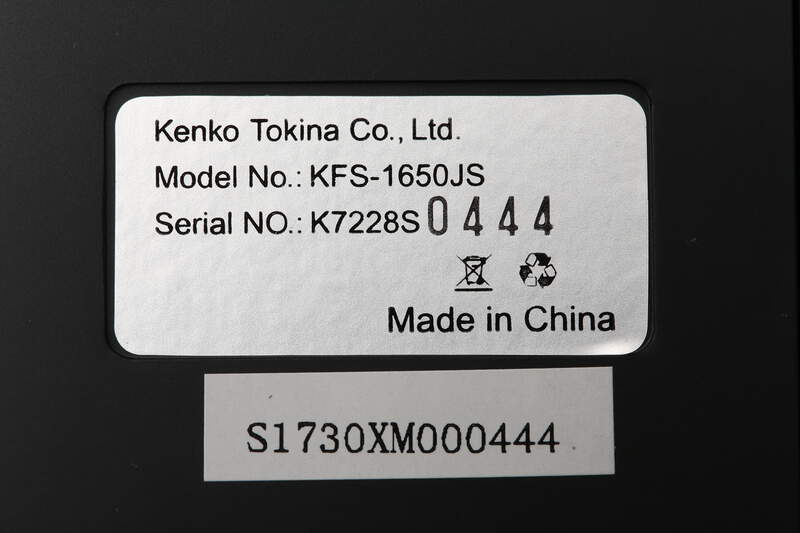 Kenko Tokina Co., Ltd.
Model No.: KFS-1650JS
Serial NO.: K7228S0444
Made in China
S1730XM000444